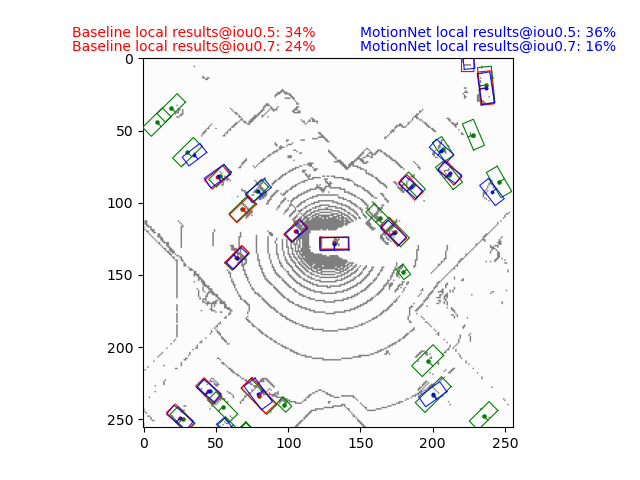 Baseline local results@iou0.5: 34% MotionNet local results@iou0.5: 36%
Baseline local results@iou0.7: 24% MotionNet local results@iou0.7: 16%
0
50
100
150
200
250
0 50 100 150 200 250